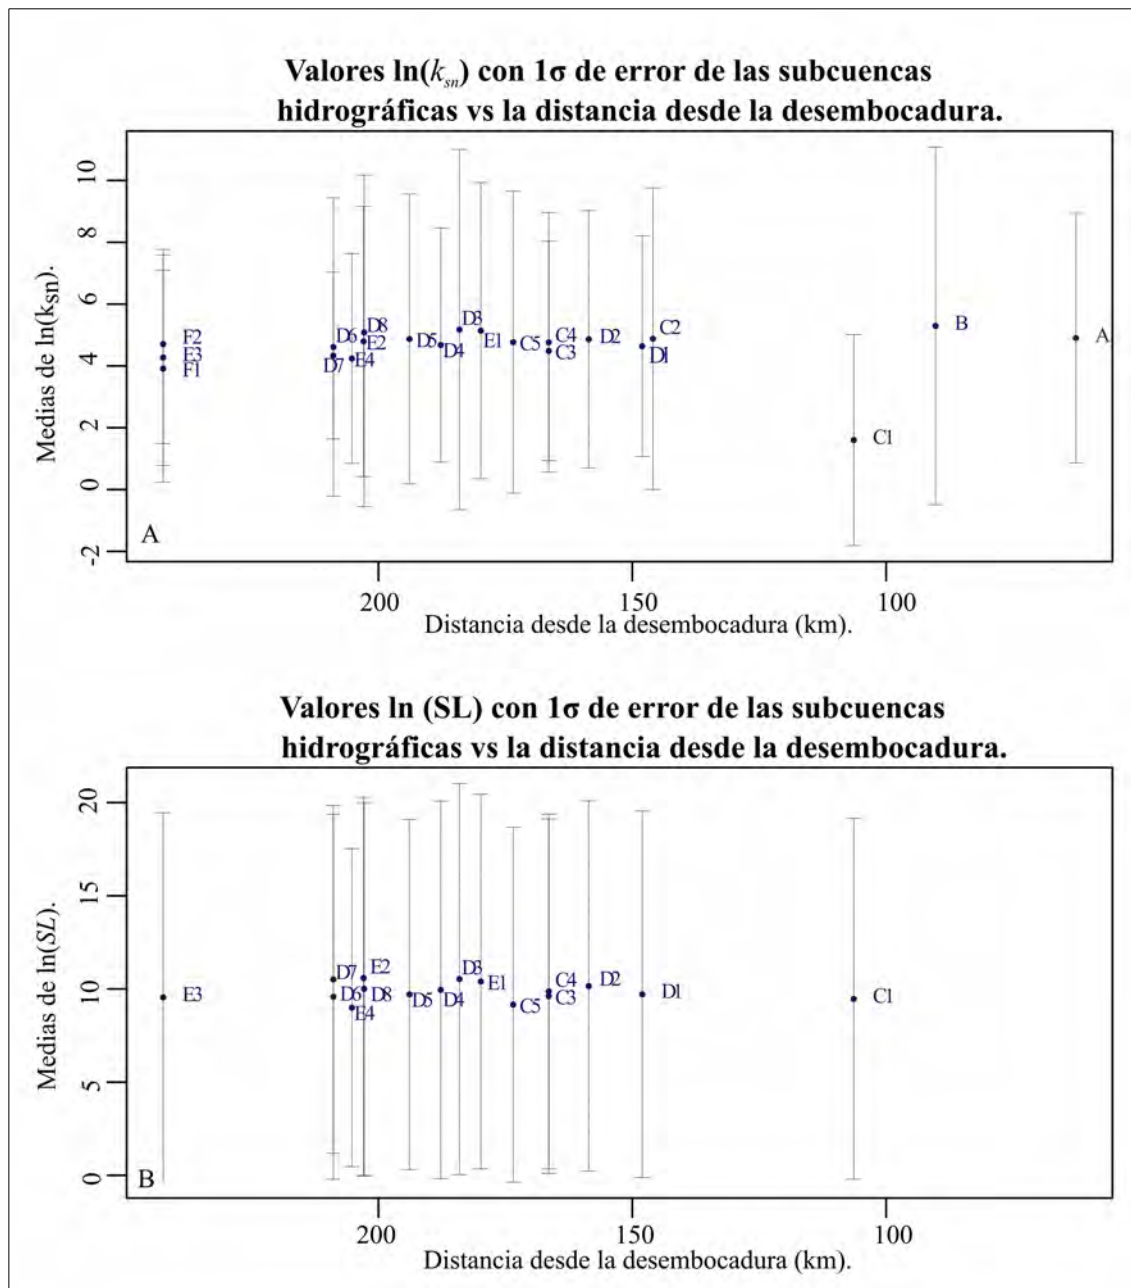 Valores ln(k_sn) con 1σ de error de las subcuencas
hidrográficas vs la distancia desde la desembocadura.
Medias de ln(ksn).
10
8
6
4
2
0
-2
F2
E3
F1
D6
D7
D8
E2
E4
D5
D4
D3
E1
C5
C4
C3
D2
C2
D1
C1
B
A
A
200
150
100
Distancia desde la desembocadura (km).
Valores ln (SL) con 1σ de error de las subcuencas
hidrográficas vs la distancia desde la desembocadura.
Medias de ln(SL).
20
15
10
5
0
E3
D7
D6
E4
E2
D8
D5
D4
D3
E1
C5
C4
C3
D2
D1
C1
B
200
150
100
Distancia desde la desembocadura (km).